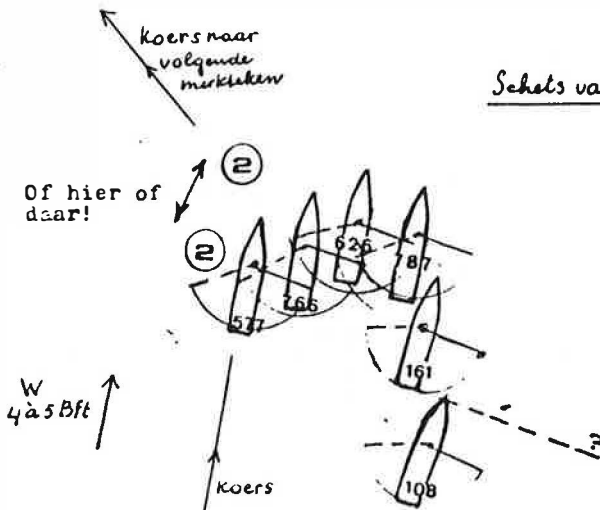 Koers naar
volgende
merkteken
Schets va
2
Of hier of
daar!
2
577
766
626
787
161
108
W
4 à 5 Bft
Koers
?